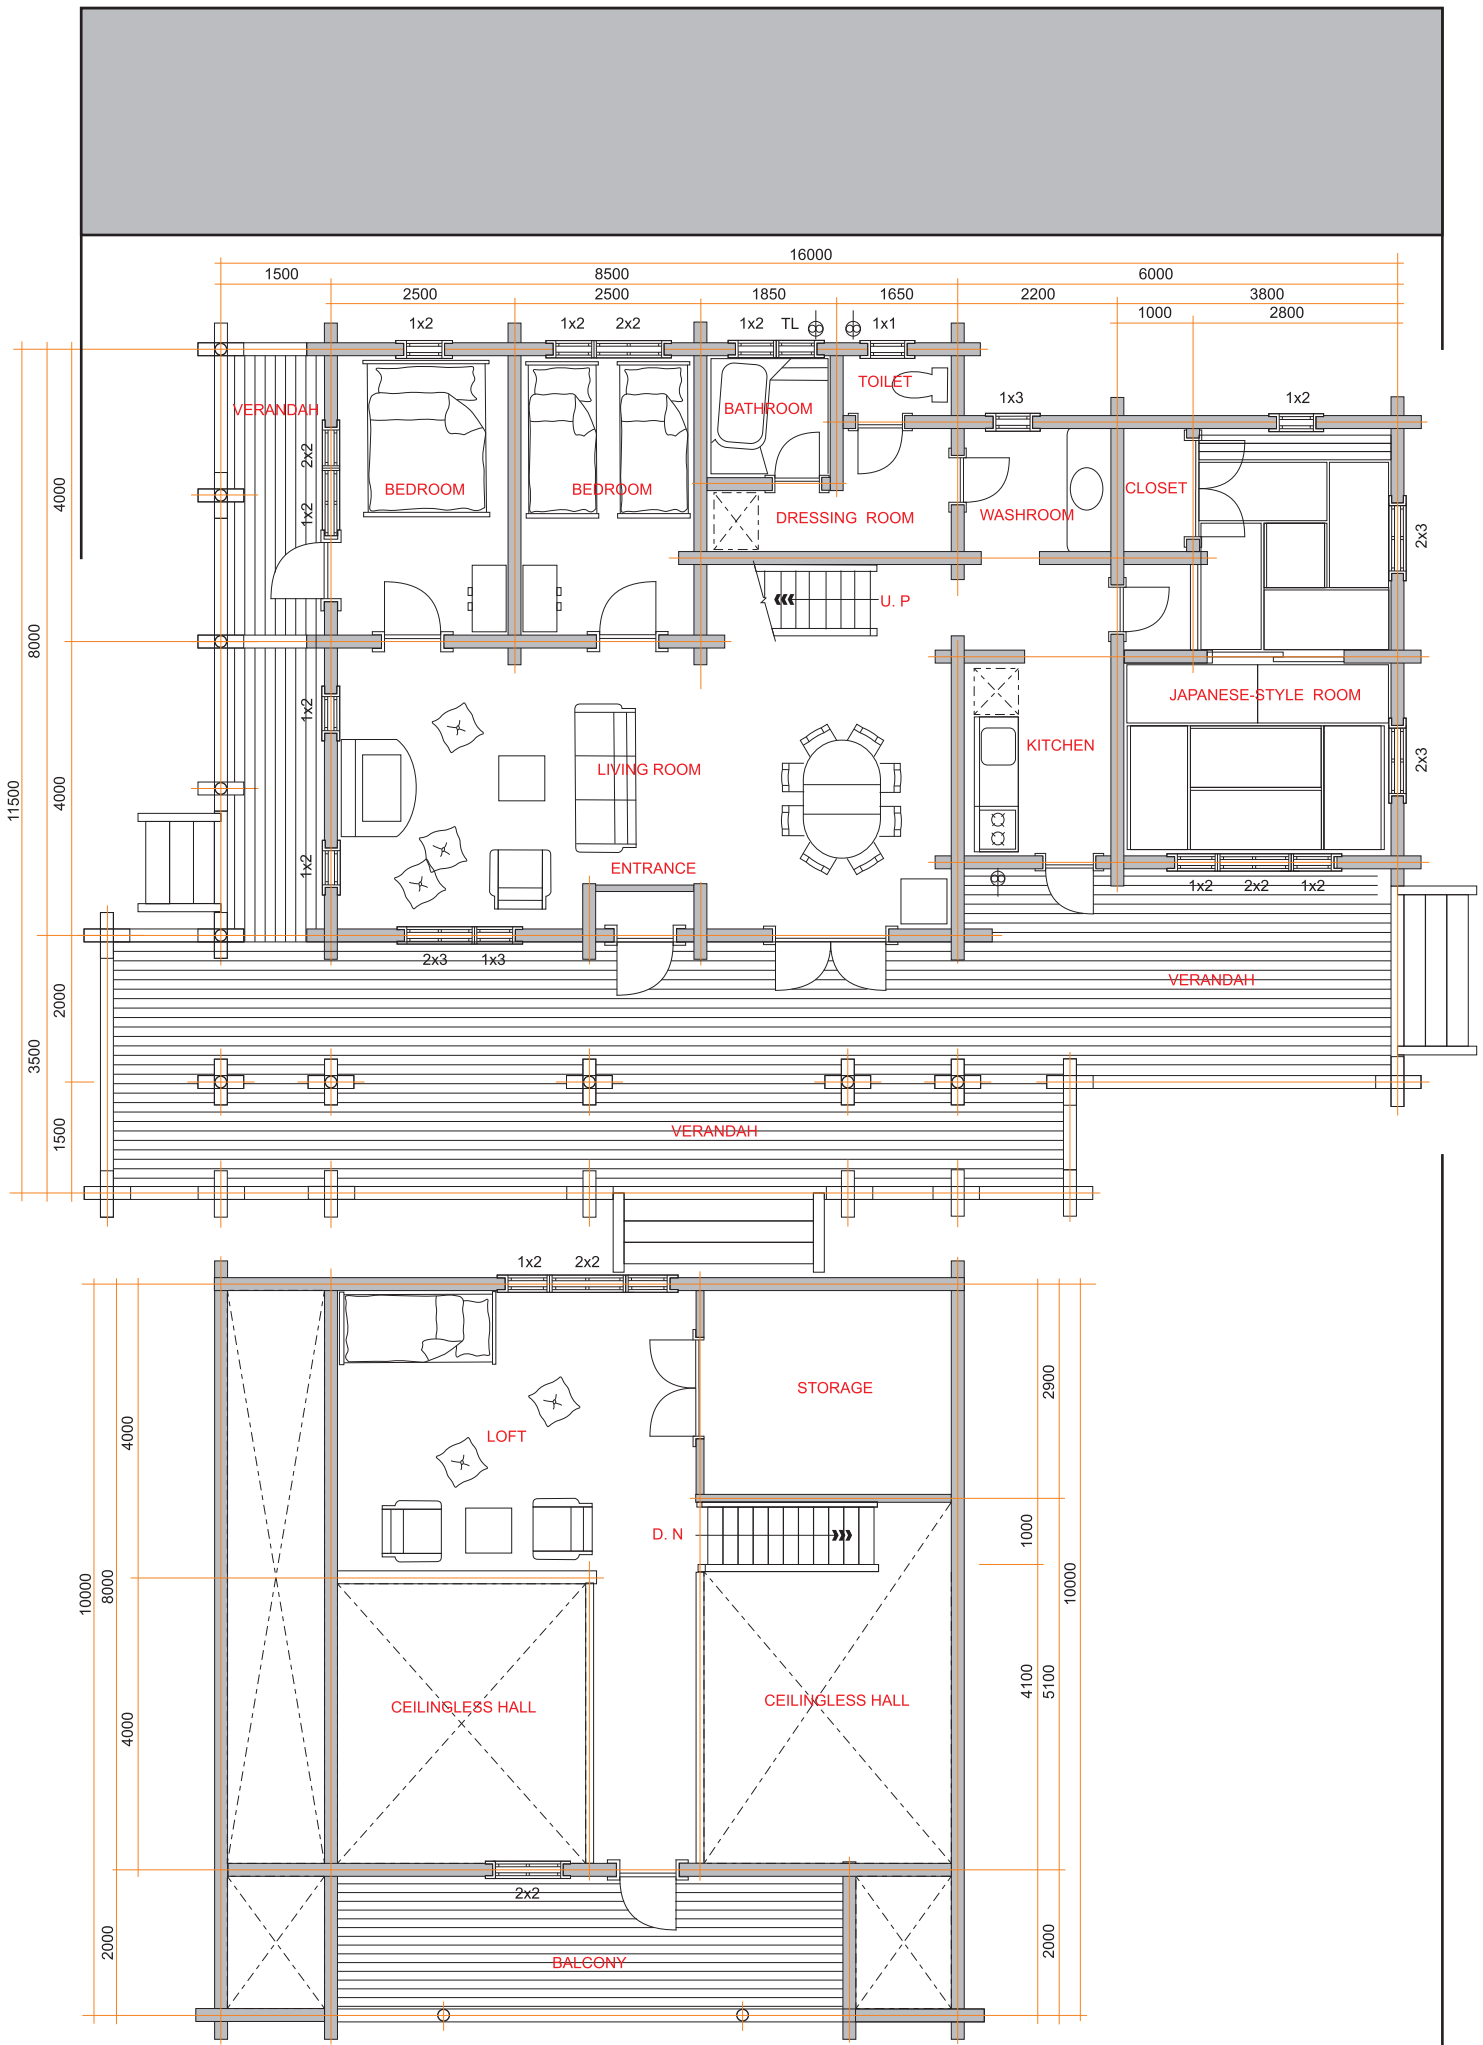 16000
1500 8500 6000
2500 2500 1850 1650 2200 3800
1000 2800
1x2 1x2 2x2 1x2 TL 1x1
TOILET
1x3 1x2
VERANDAH BATHROOM
2x2
4000
BEDROOM BEDROOM CLOSET
1x2 DRESSING ROOM WASHROOM
2x3
U. P
8000
1x2 JAPANESE-STYLE ROOM
KITCHEN
2x3
LIVING ROOM
11500 4000
1x2 ENTRANCE
1x2 2x2 1x2
2x3 1x3
VERANDAH
2000
3500
1500 VERANDAH
1x2 2x2
2900
STORAGE
4000 LOFT
D. N 1000
10000 8000 10000
4100 5100
CEILINGLESS HALL CEILINGLESS HALL
4000
2x2
2000 BALCONY 2000